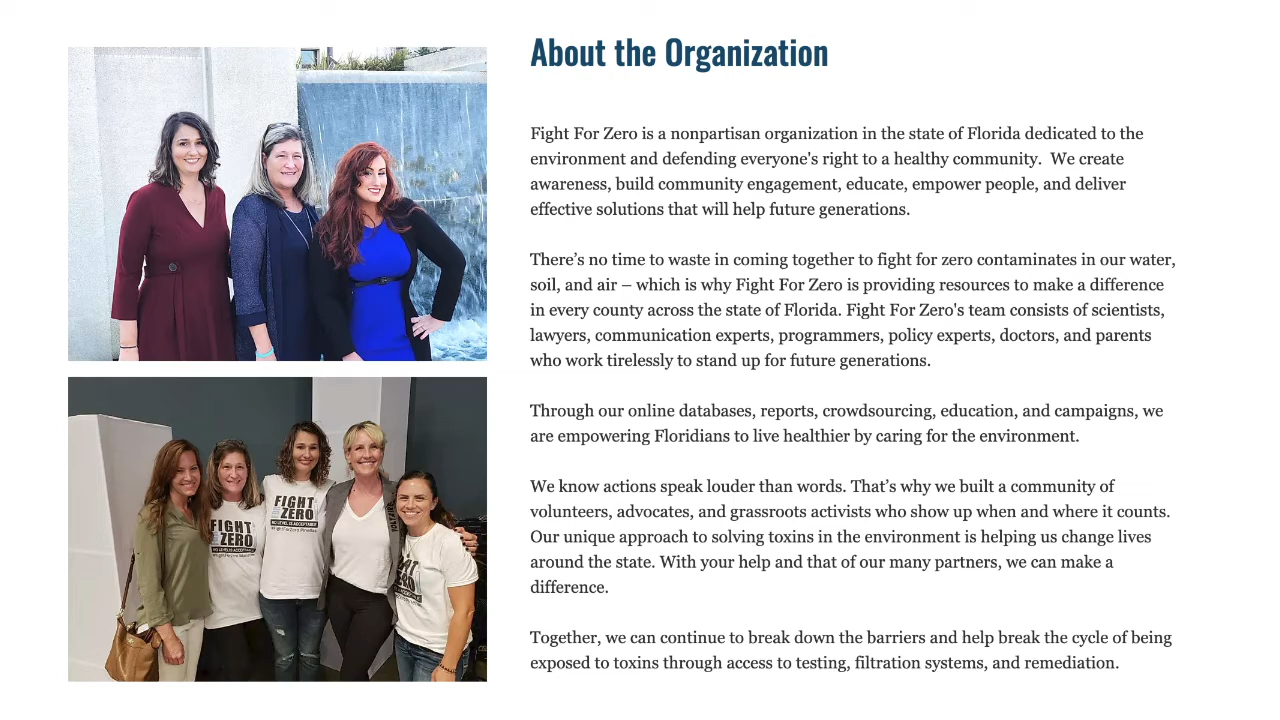 About the Organization
Fight For Zero is a nonpartisan organization in the state of Florida dedicated to the
environment and defending everyone's right to a healthy community.  We create
awareness, build community engagement, educate, empower people, and deliver
effective solutions that will help future generations.
There’s no time to waste in coming together to fight for zero contaminates in our water,
soil, and air – which is why Fight For Zero is providing resources to make a difference
in every county across the state of Florida. Fight For Zero's team consists of scientists,
lawyers, communication experts, programmers, policy experts, doctors, and parents
who work tirelessly to stand up for future generations.
Through our online databases, reports, crowdsourcing, education, and campaigns, we
are empowering Floridians to live healthier by caring for the environment.
We know actions speak louder than words. That’s why we built a community of
volunteers, advocates, and grassroots activists who show up when and where it counts.
Our unique approach to solving toxins in the environment is helping us change lives
around the state. With your help and that of our many partners, we can make a
difference.
Together, we can continue to break down the barriers and help break the cycle of being
exposed to toxins through access to testing, filtration systems, and remediation.
FIGHT
ZERO
NO LEVEL IS ACCEPTABLE
FIGHT
ZERO
NO LEVEL IS ACCEPTABLE
ZERO